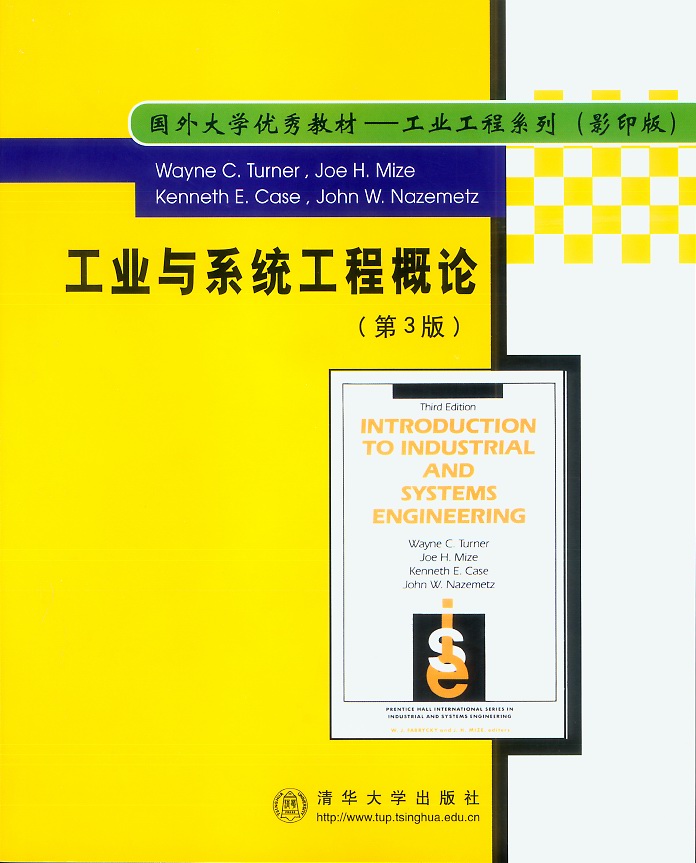 国外大学优秀教材——工业工程系列（影印版）
Wayne C. Turner , Joe H. Mize
Kenneth E. Case , John W. Nazemetz
工业与系统工程概论
（第3版）
Third Edition
INTRODUCTION
TO INDUSTRIAL
AND
SYSTEMS
ENGINEERING
Wayne C. Turner
Joe H. Mize
Kenneth E. Case
John W. Nazemetz
ise
PRENTICE HALL INTERNATIONAL SERIES IN
INDUSTRIAL AND SYSTEMS ENGINEERING
W. J. FABRYCKY and J. H. MIZE, editors
清华大学出版社
http://www.tup.tsinghua.edu.cn